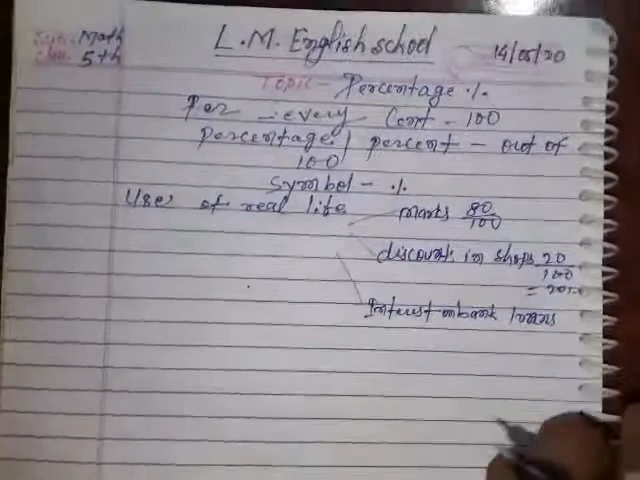 Sub. Math
L.M. English school
14/05/20
Class. 5th
Topic - Percentage %
Per - every Cent - 100
percentage / percent - out of
100
Symbol - %
Use of real life
marks 80/100
discount in shops 20/100
= 20%
Interest on bank loans